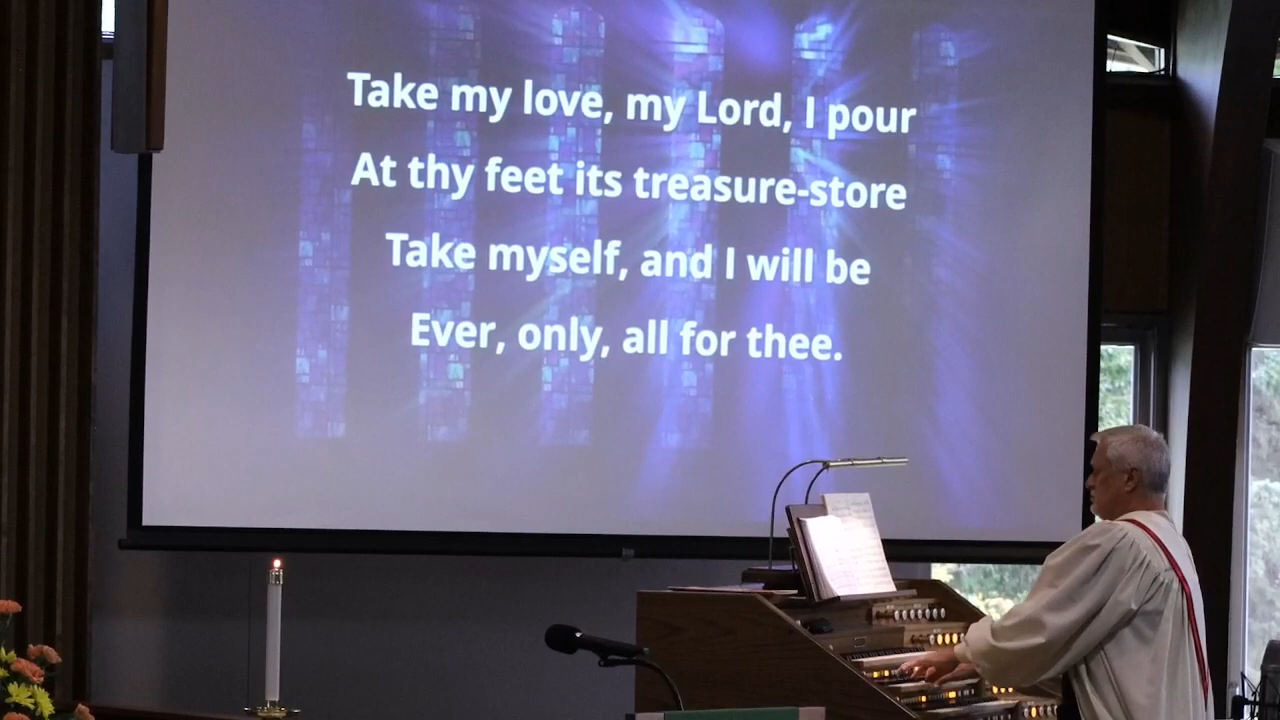 Take my love, my Lord, I pour
At thy feet its treasure-store
Take myself, and I will be
Ever, only, all for thee.